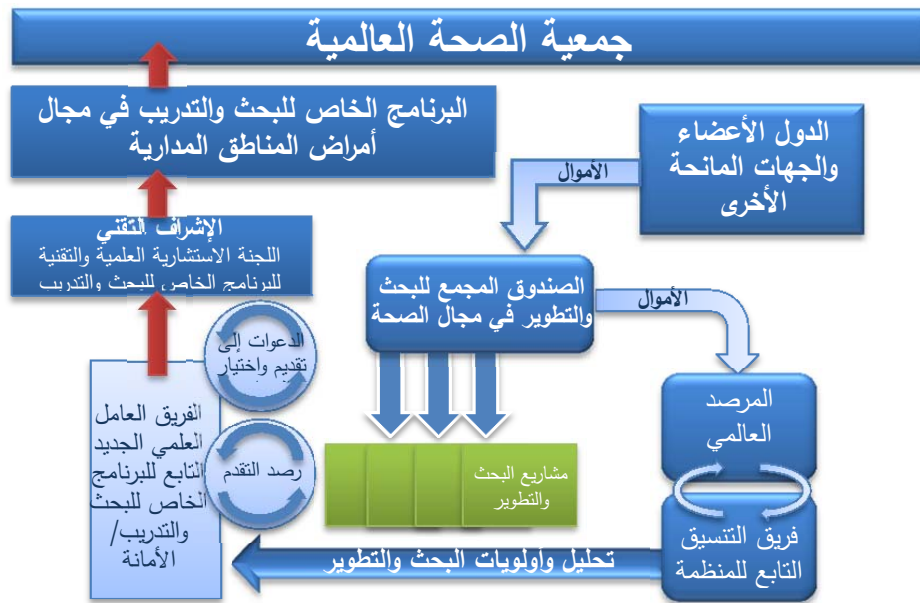 جمعية الصحة العالمية
البرنامج الخاص للبحث والتدريب في مجال
أمراض المناطق المدارية
الدول الأعضاء
والجهات المانحة
الأخرى
الأموال
الإشراف التقني
اللجنة الاستشارية العلمية والتقنية
للبرنامج الخاص للبحث والتدريب
الصندوق المجمع للبحث
والتطوير في مجال الصحة
الأموال
الدعوات إلى
تقديم واختيار
المرصد
العالمي
الفريق العامل
العلمي الجديد
التابع للبرنامج
الخاص للبحث
والتدريب/
الأمانة
رصد التقدم
مشاريع البحث
والتطوير
فريق التنسيق
التابع للمنظمة
تحليل وأولويات البحث والتطوير